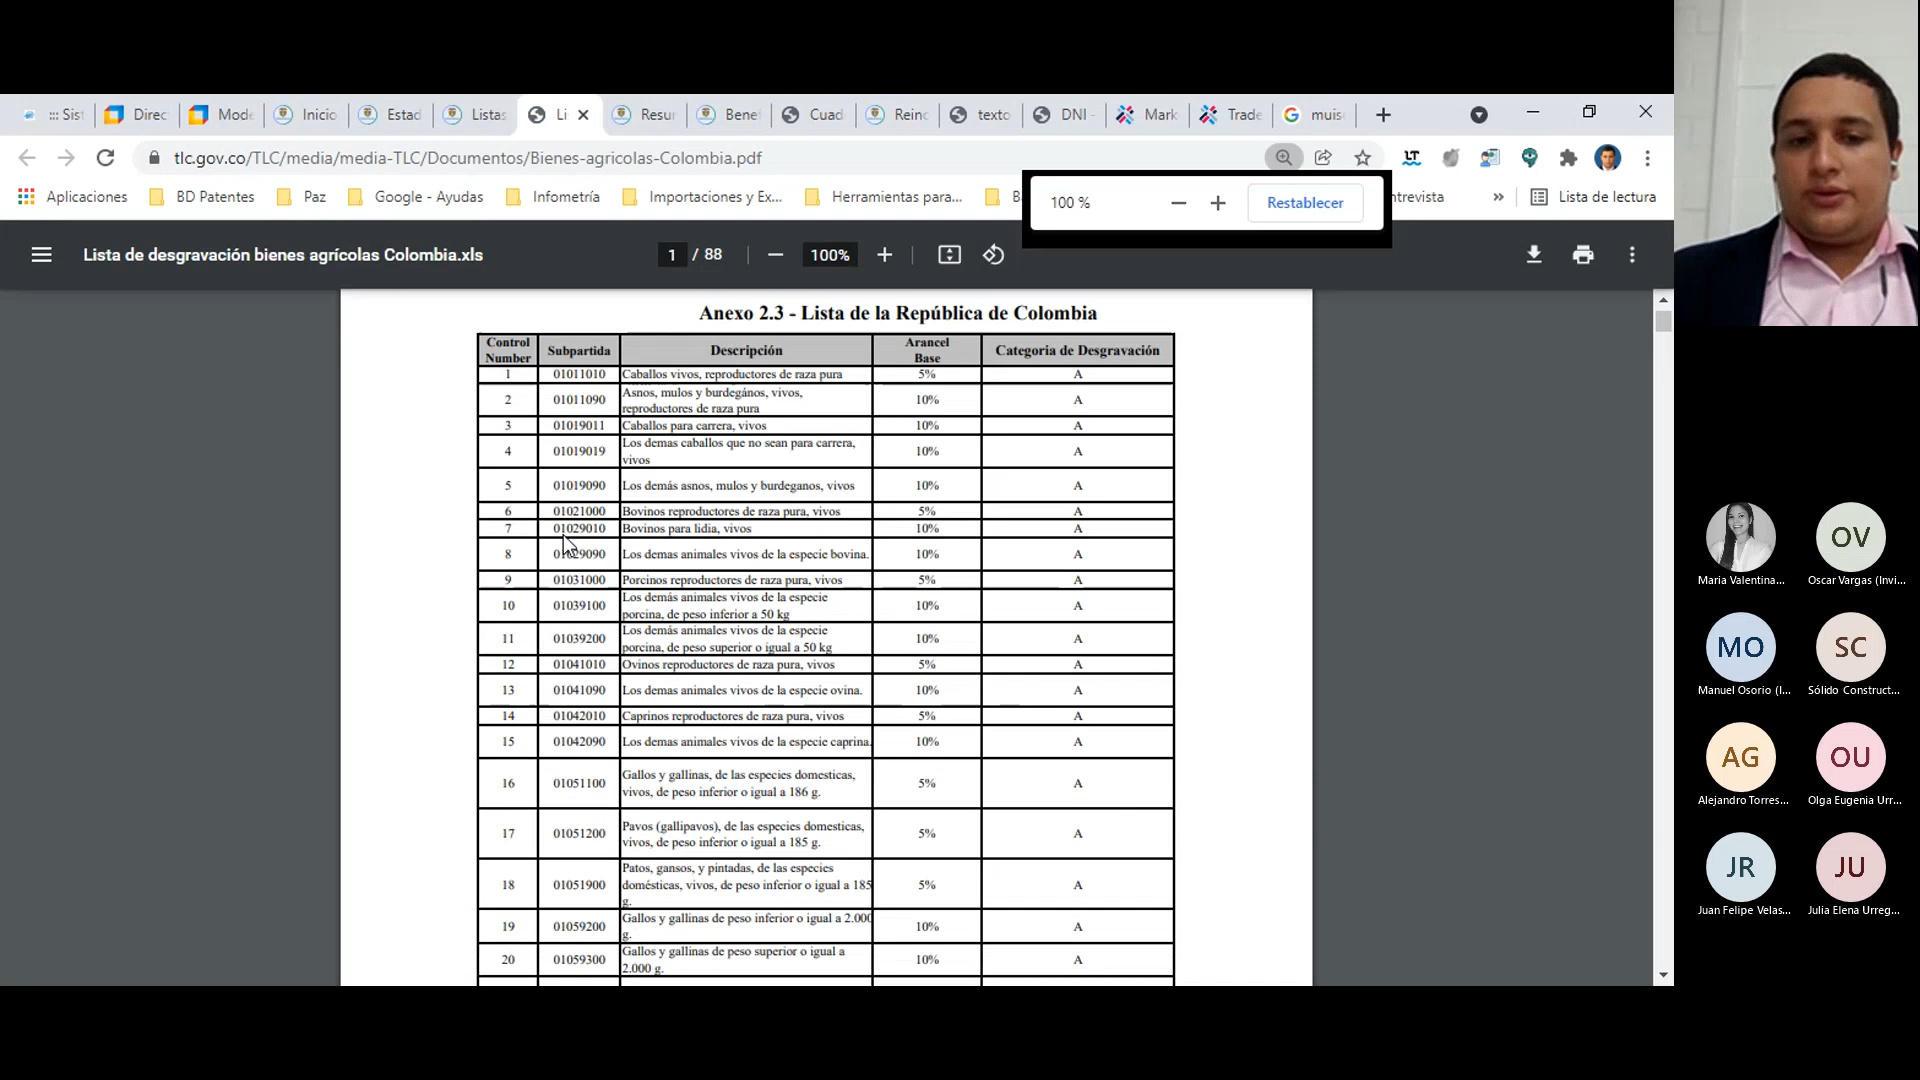 ::: Sist
Direc
Mode
Inicio
Estad
Listas
Li
Resur
Benef
Cuad
Reinc
texto
DNI -
Mark
Trade
muis
tlc.gov.co/TLC/media/media-TLC/Documentos/Bienes-agricolas-Colombia.pdf
Aplicaciones
BD Patentes
Paz
Google - Ayudas
Infometría
Importaciones y Ex...
Herramientas para...
ntrevista
»
Lista de lectura
100 %
Restablecer
Lista de desgravación bienes agrícolas Colombia.xls
1 / 88
100%
Anexo 2.3 - Lista de la República de Colombia
Control Number Subpartida Descripción Arancel Base Categoria de Desgravación
1 01011010 Caballos vivos, reproductores de raza pura 5% A
2 01011090 Asnos, mulos y burdegános, vivos, reproductores de raza pura 10% A
3 01019011 Caballos para carrera, vivos 10% A
4 01019019 Los demas caballos que no sean para carrera, vivos 10% A
5 01019090 Los demás asnos, mulos y burdeganos, vivos 10% A
6 01021000 Bovinos reproductores de raza pura, vivos 5% A
7 01029010 Bovinos para lidia, vivos 10% A
8 01029090 Los demas animales vivos de la especie bovina. 10% A
9 01031000 Porcinos reproductores de raza pura, vivos 5% A
10 01039100 Los demás animales vivos de la especie porcina, de peso inferior a 50 kg 10% A
11 01039200 Los demás animales vivos de la especie porcina, de peso superior o igual a 50 kg 10% A
12 01041010 Ovinos reproductores de raza pura, vivos 5% A
13 01041090 Los demas animales vivos de la especie ovina. 10% A
14 01042010 Caprinos reproductores de raza pura, vivos 5% A
15 01042090 Los demas animales vivos de la especie caprina. 10% A
16 01051100 Gallos y gallinas, de las especies domesticas, vivos, de peso inferior o igual a 186 g. 5% A
17 01051200 Pavos (gallipavos), de las especies domesticas, vivos, de peso inferior o igual a 185 g. 5% A
18 01051900 Patos, gansos, y pintadas, de las especies domésticas, vivos, de peso inferior o igual a 185 g. 5% A
19 01059200 Gallos y gallinas de peso inferior o igual a 2.000 g. 10% A
20 01059300 Gallos y gallinas de peso superior o igual a 2.000 g. 10% A
OV
Maria Valentina...
Oscar Vargas (Invi...
MO
SC
Manuel Osorio (I...
Sólido Construct...
AG
OU
Alejandro Torres...
Olga Eugenia Urr...
JR
JU
Juan Felipe Velas...
Julia Elena Urreg...